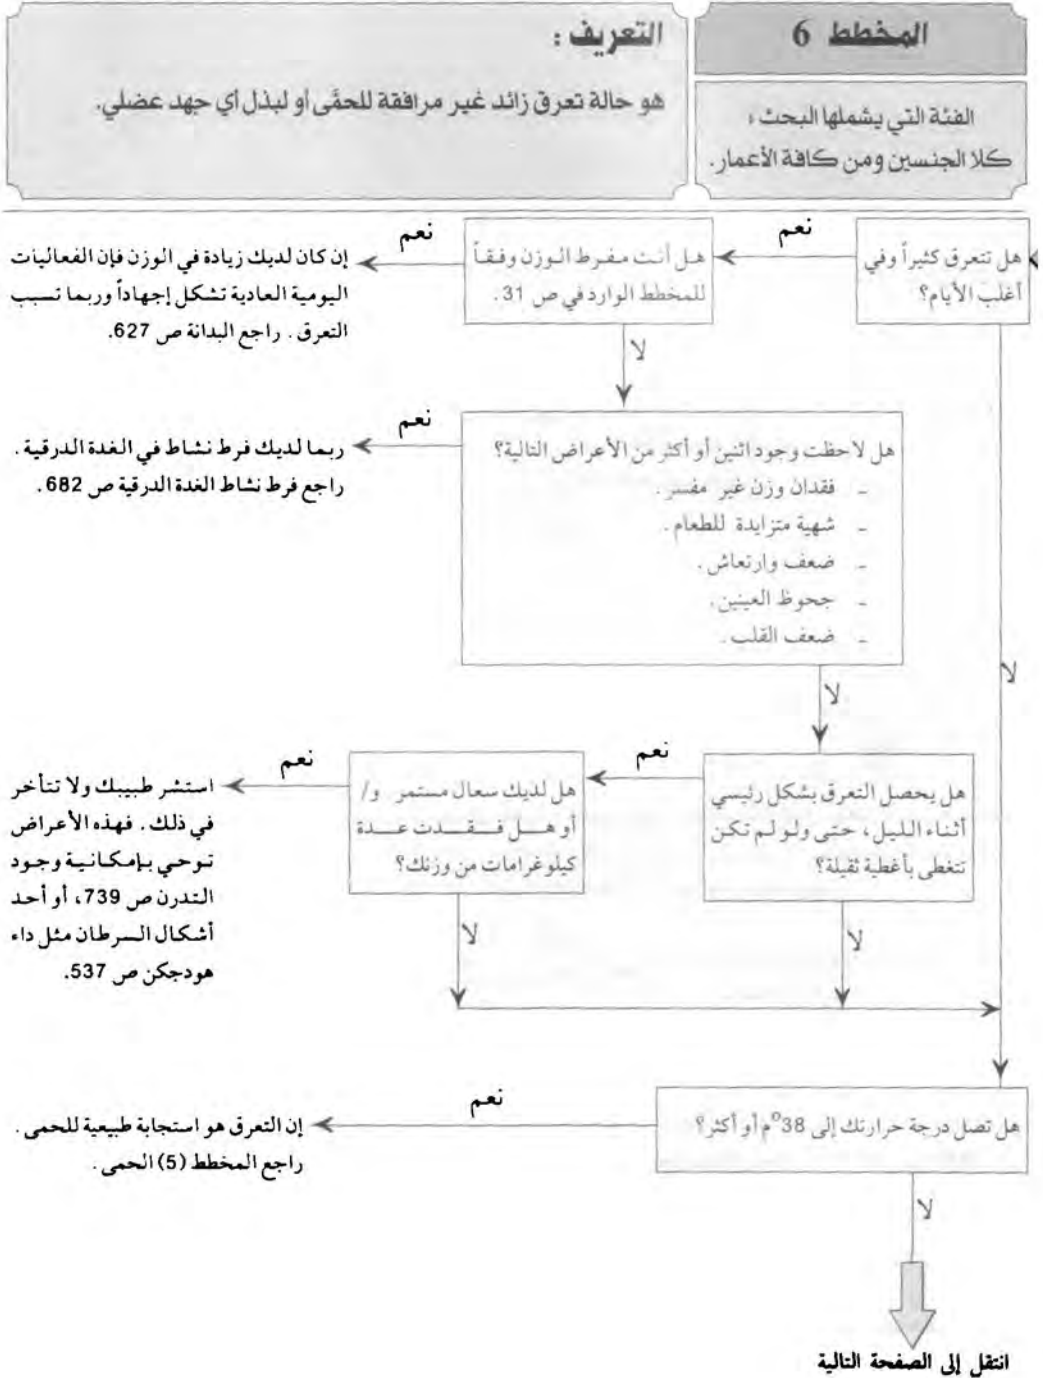 المخطط 6
الفئة التي يشملها البحث :
كلا الجنسين ومن كافة الأعمار.
التعريف :
هو حالة تعرق زائد غير مرافقة للحمَّى او لبذل أي جهد عضلي.
هل تتعرق كثيراً وفي
أغلب الأيام؟
نعم
هل أنت مفرط الوزن وفقاً
للمخطط الوارد في ص 31.
نعم
إن كان لديك زيادة في الوزن فإن الفعاليات
اليومية العادية تشكل إجهاداً وربما تسبب
التعرق . راجع البدانة ص 627.
لا
هل لاحظت وجود اثنين أو أكثر من الأعراض التالية؟
- فقدان وزن غير مفسر.
- شهية متزايدة للطعام.
- ضعف وارتعاش.
- جحوظ العينين.
- ضعف القلب.
نعم
ربما لديك فرط نشاط في الغدة الدرقية .
راجع فرط نشاط الغدة الدرقية ص 682.
لا
لا
هل يحصل التعرق بشكل رئيسي
أثناء الليل، حتى ولو لم تكن
تتغطى بأغطية ثقيلة؟
نعم
هل لديك سعال مستمر و/
أو هل فقدت عدة
كيلوغرامات من وزنك؟
نعم
استشر طبيبك ولا تتأخر
في ذلك . فهذه الأعراض
توحي بإمكانية وجود
التدرن ص 739، أو أحد
أشكال السرطان مثل داء
هودجكن ص 537.
لا
لا
هل تصل درجة حرارتك إلى 38°م أو أكثر؟
نعم
إن التعرق هو استجابة طبيعية للحمى .
راجع المخطط (5) الحمى .
لا
انتقل إلى الصفحة التالية